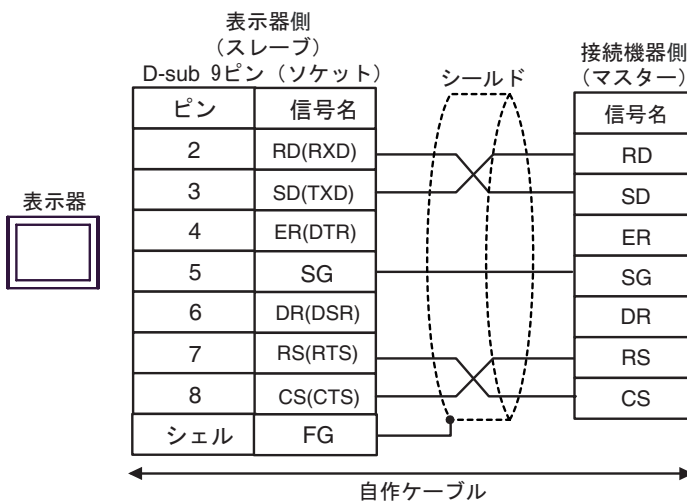 表示器側
（スレーブ）
D-sub 9ピン（ソケット）
シールド
接続機器側
（マスター）
ピン 信号名 信号名
2 RD(RXD) RD
3 SD(TXD) SD
表示器
4 ER(DTR) ER
5 SG SG
6 DR(DSR) DR
7 RS(RTS) RS
8 CS(CTS) CS
シェル FG
自作ケーブル